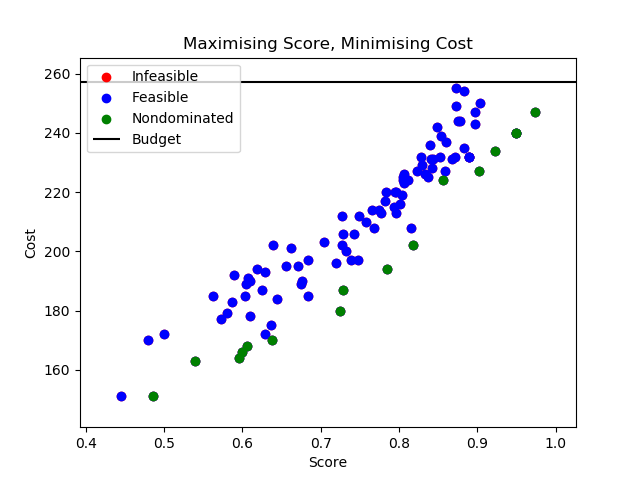 Maximising Score, Minimising Cost
Infeasible
Feasible
Nondominated
Budget
Cost
260
240
220
200
180
160
0.4 0.5 0.6 0.7 0.8 0.9 1.0
Score